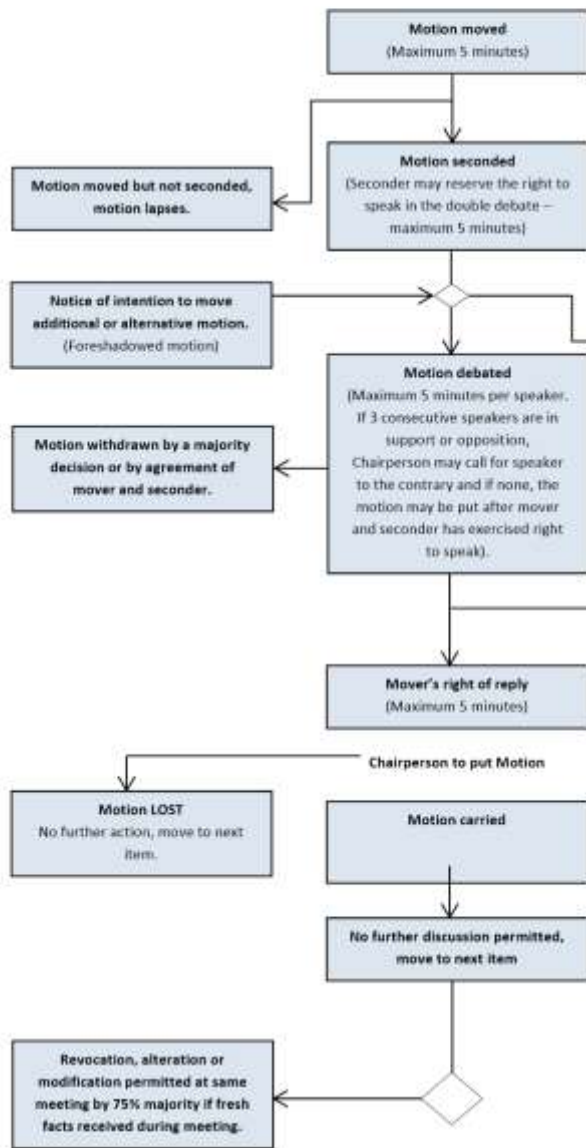 Motion moved
(Maximum 5 minutes)
Motion seconded
(Seconder may reserve the right to
speak in the double debate –
maximum 5 minutes)
Motion moved but not seconded,
motion lapses.
Notice of intention to move
additional or alternative motion.
(Foreshadowed motion)
Motion debated
(Maximum 5 minutes per speaker.
If 3 consecutive speakers are in
support or opposition,
Chairperson may call for speaker
to the contrary and if none, the
motion may be put after mover
and seconder has exercised right
to speak).
Motion withdrawn by a majority
decision or by agreement of
mover and seconder.
Mover's right of reply
(Maximum 5 minutes)
Chairperson to put Motion
Motion LOST
No further action, move to next
item.
Motion carried
No further discussion permitted,
move to next item
Revocation, alteration or
modification permitted at same
meeting by 75% majority if fresh
facts received during meeting.